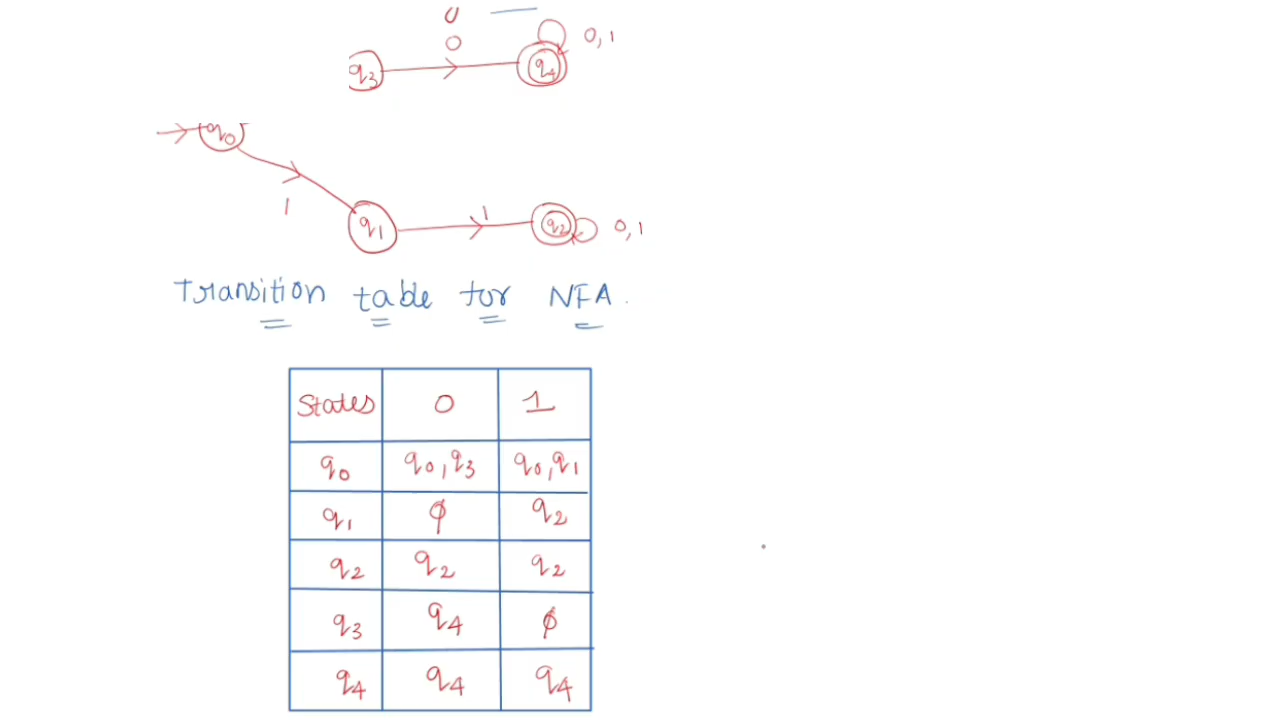 0
0
0,1
q3
q4
q0
1
q1
1
q2
0,1
Transition table for NFA.
States 0 1
q0 q0,q3 q0,q1
q1 ϕ q2
q2 q2 q2
q3 q4 ϕ
q4 q4 q4